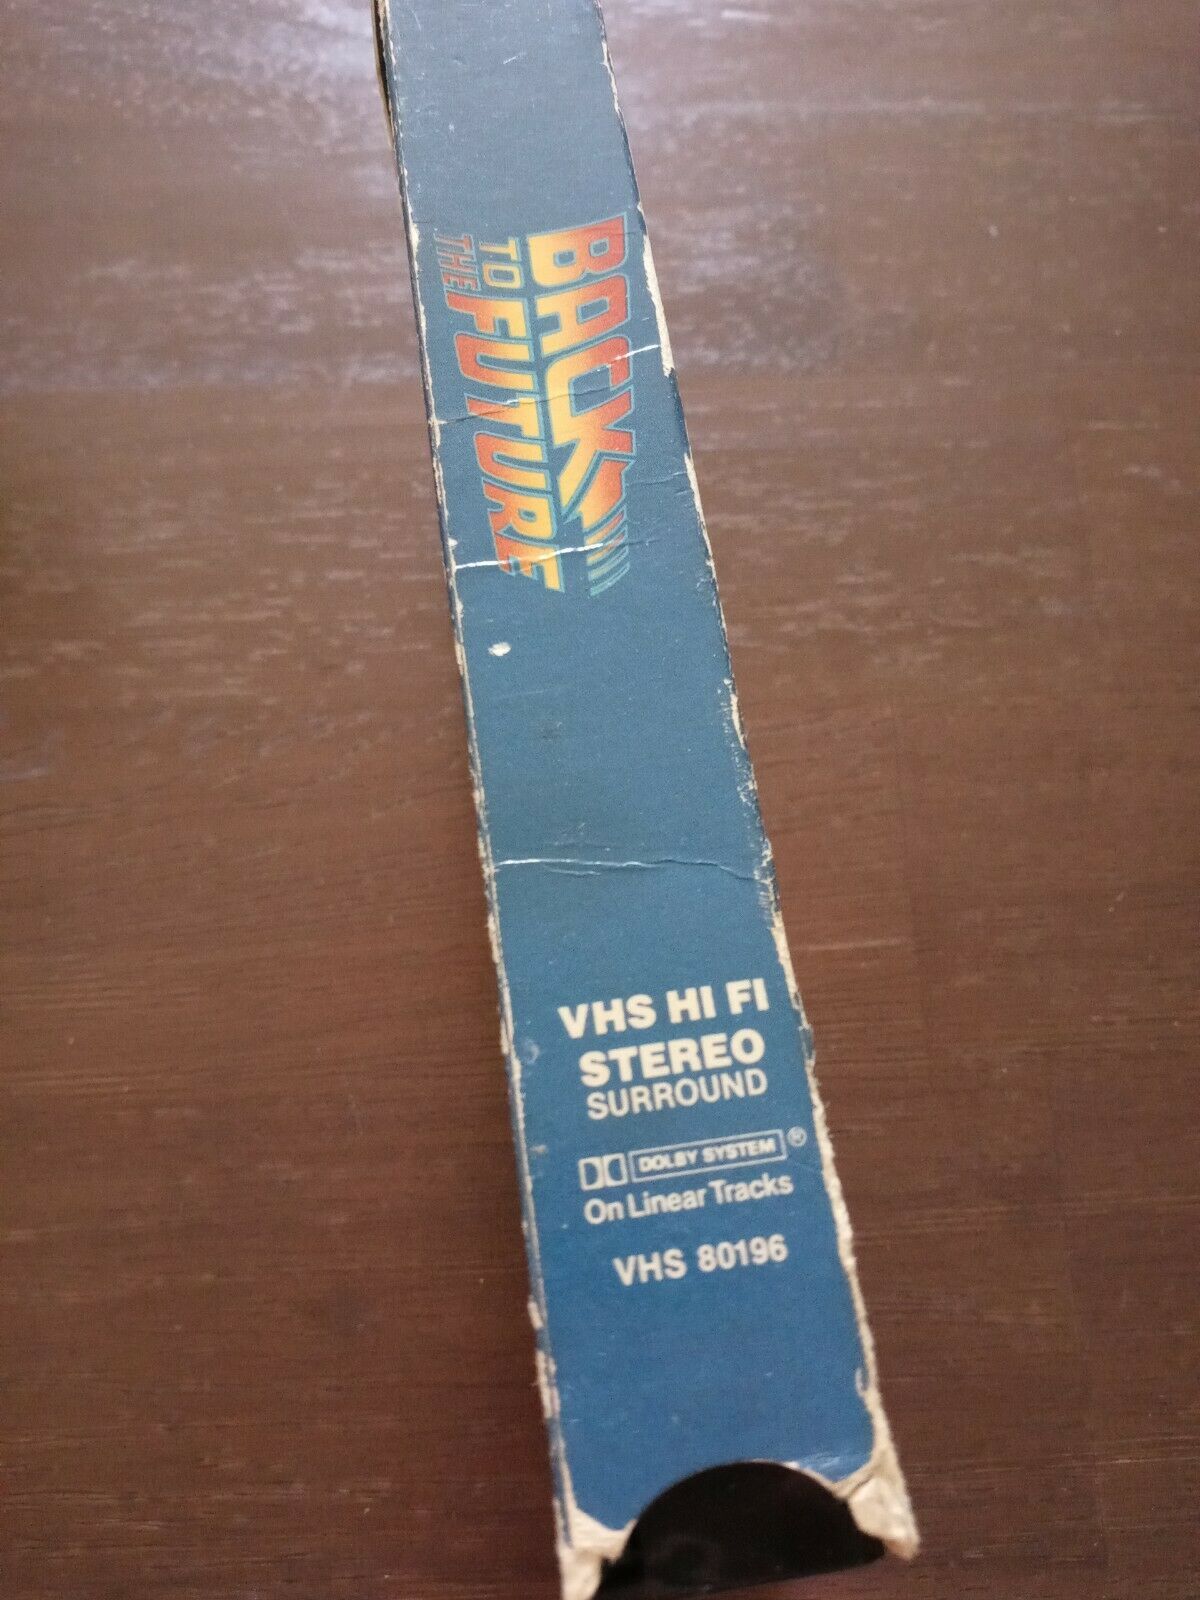 BACK
TO THE FUTURE
VHS HI FI
STEREO
SURROUND
DOLBY SYSTEM ®
On Linear Tracks
VHS 80196